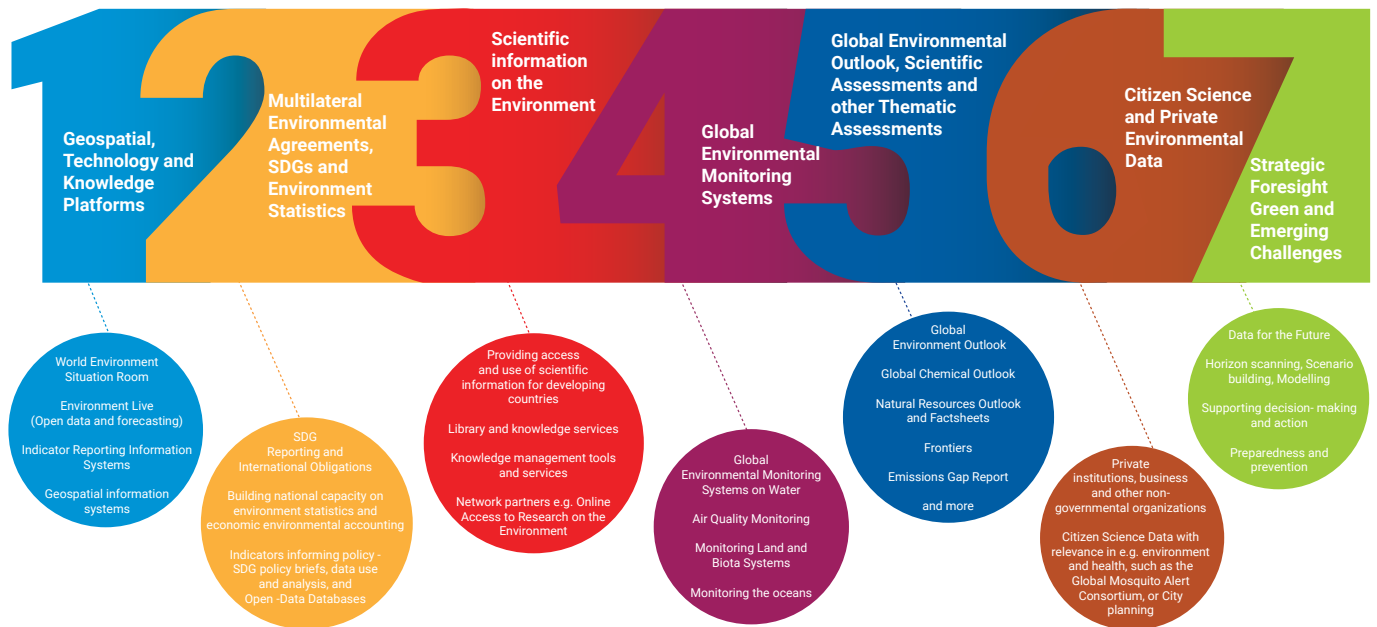 1
Geospatial,
Technology and
Knowledge
Platforms
2
Multilateral
Environmental
Agreements,
SDGs and
Environment
Statistics
3
Scientific
information
on the
Environment
4
Global
Environmental
Monitoring
Systems
5
Global Environmental
Outlook, Scientific
Assessments and
other Thematic
Assessments
6
Citizen Science
and Private
Environmental
Data
7
Strategic
Foresight
Green and
Emerging
Challenges
World Environment
Situation Room
Environment Live
(Open data and forecasting)
Indicator Reporting Information
Systems
Geospatial information
systems
SDG
Reporting and
International Obligations
Building national capacity on
environment statistics and
economic environmental accounting
Indicators informing policy -
SDG policy briefs, data use
and analysis, and
Open -Data Databases
Providing access
and use of scientific
information for developing
countries
Library and knowledge services
Knowledge management tools
and services
Network partners e.g. Online
Access to Research on the
Environment
Global
Environmental Monitoring
Systems on Water
Air Quality Monitoring
Monitoring Land and
Biota Systems
Monitoring the oceans
Global
Environment Outlook
Global Chemical Outlook
Natural Resources Outlook
and Factsheets
Frontiers
Emissions Gap Report
and more
Private
institutions, business
and other non-
governmental organizations
Citizen Science Data with
relevance in e.g. environment
and health, such as the
Global Mosquito Alert
Consortium, or City
planning
Data for the Future
Horizon scanning, Scenario
building, Modelling
Supporting decision- making
and action
Preparedness and
prevention